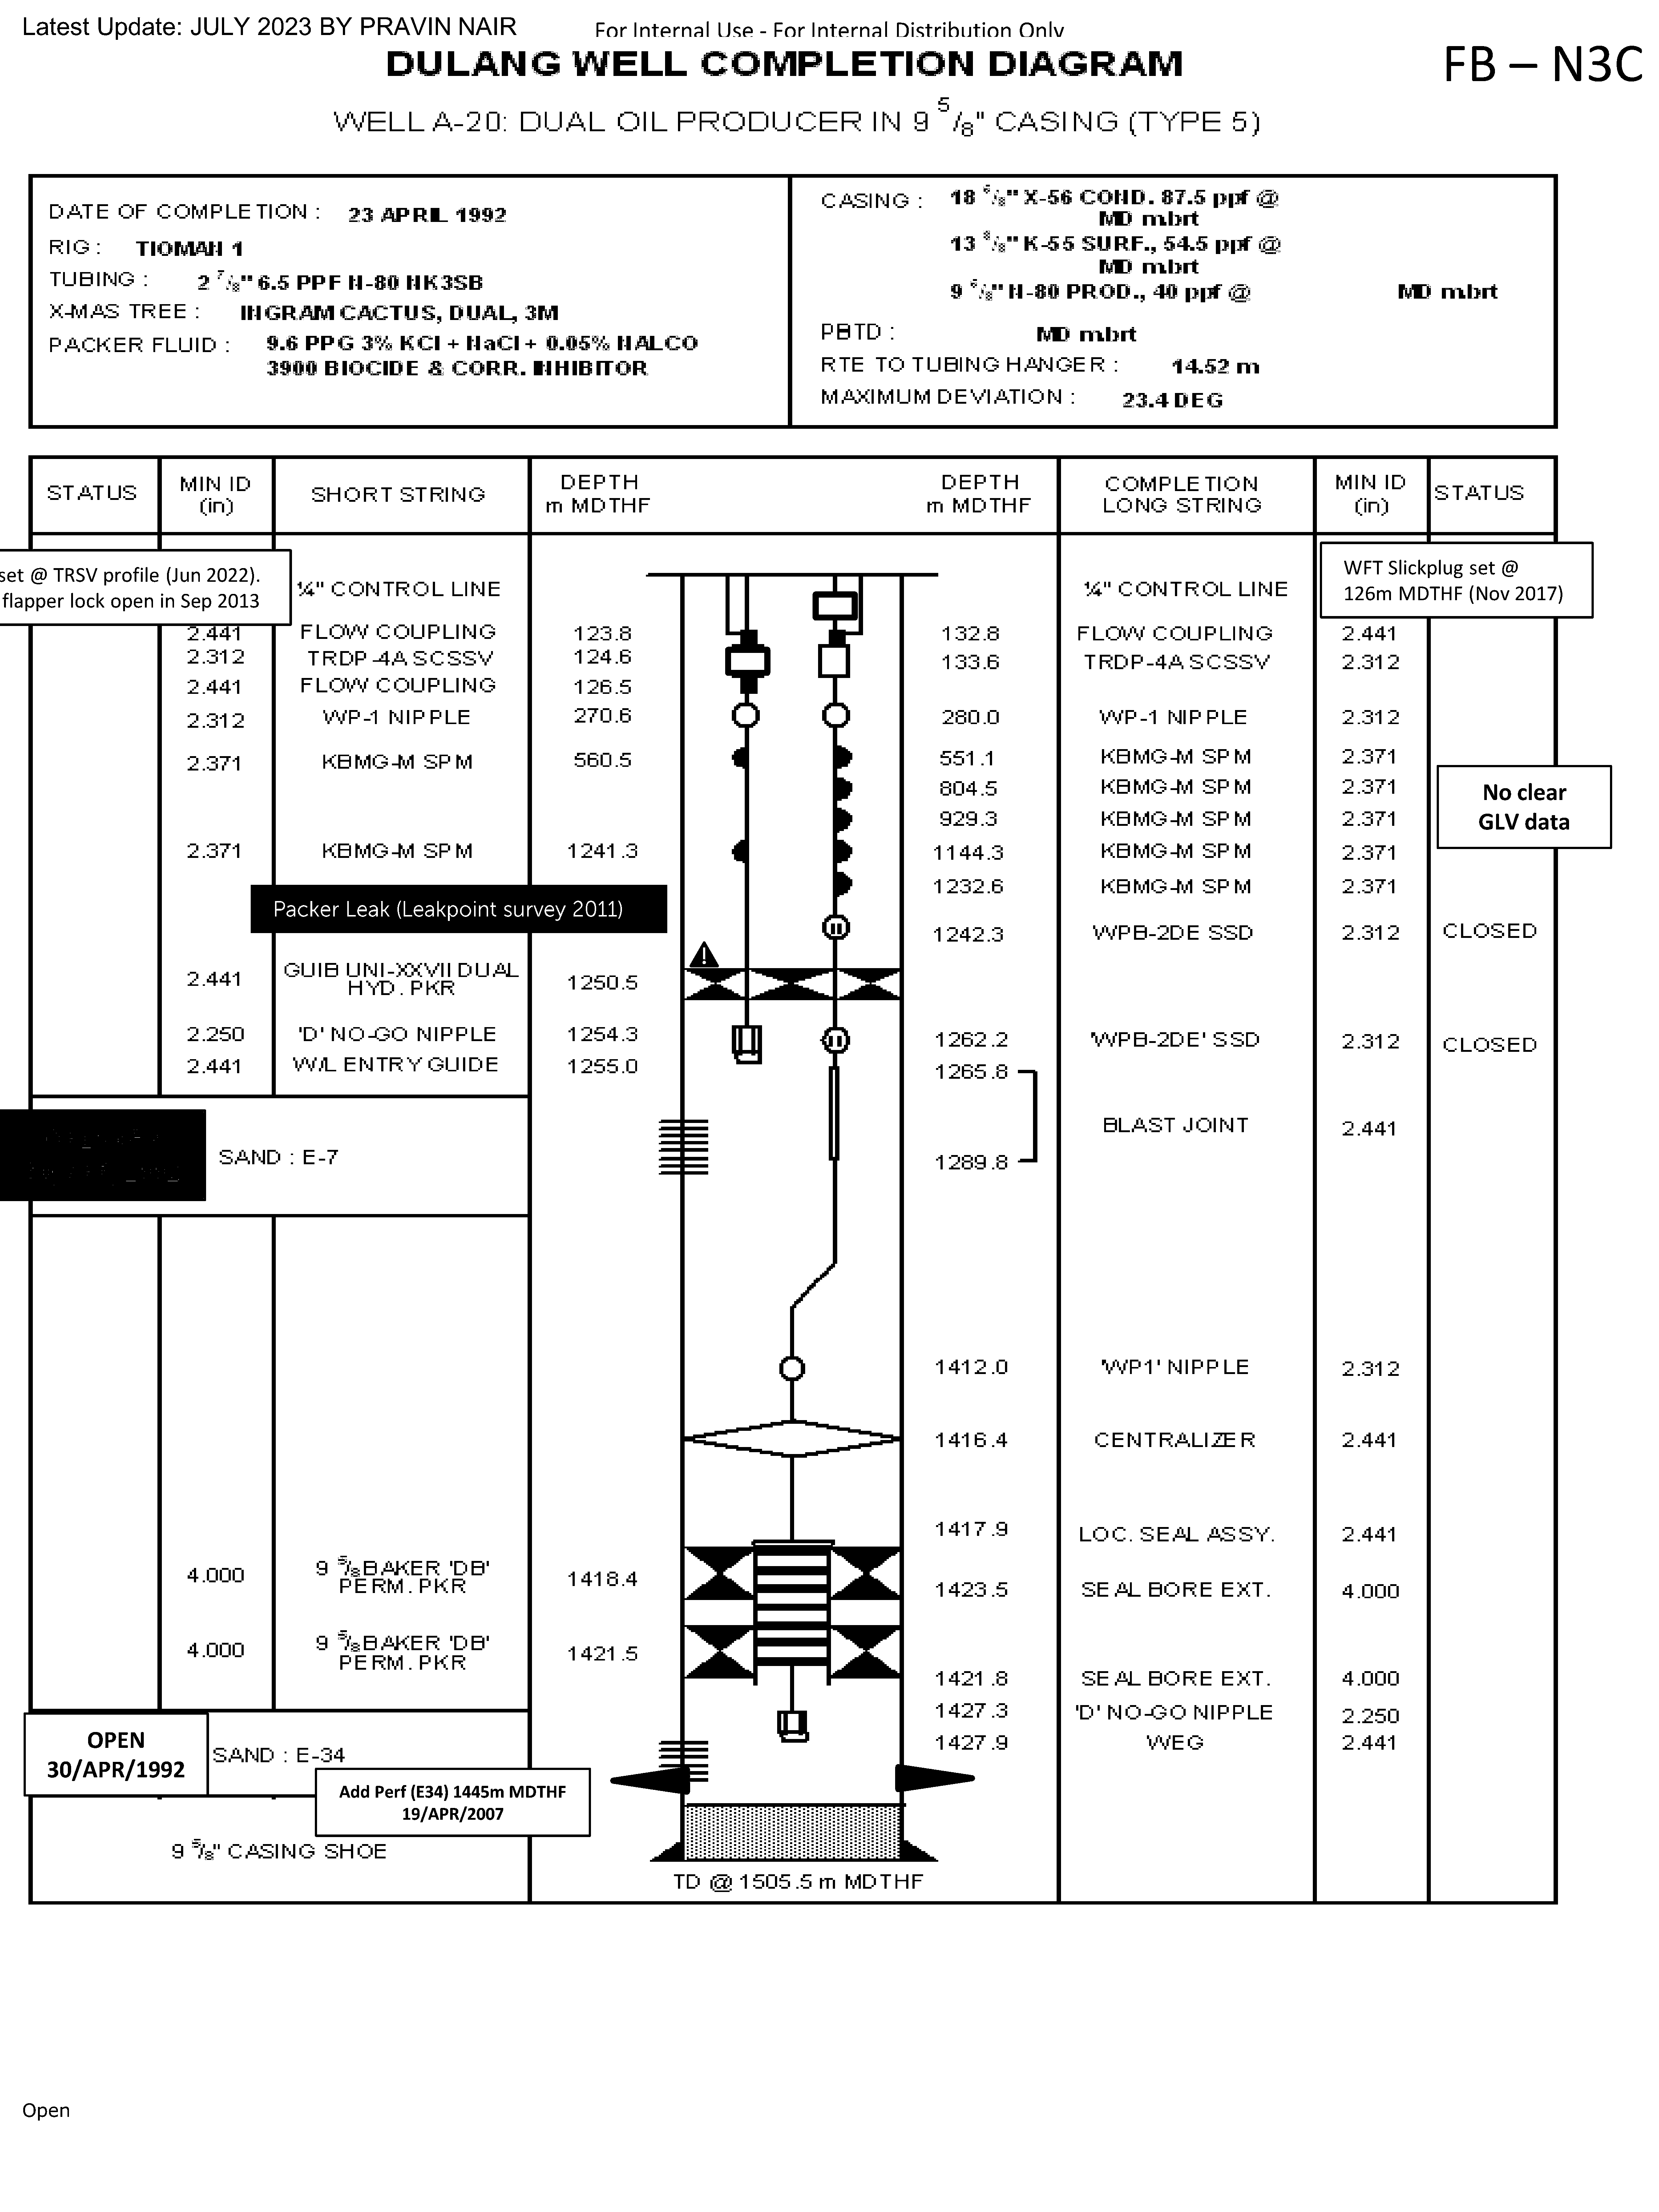 Latest Update: JULY 2023 BY PRAVIN NAIR
For Internal Use - For Internal Distribution Only
DULANG WELL COMPLETION DIAGRAM
FB – N3C
WELL A-20: DUAL OIL PRODUCER IN 9 5/8" CASING (TYPE 5)
DATE OF COMPLETION : 23 APRIL 1992
RIG : TIOMAN 1
TUBING : 2 7/8" 6.5 PPF N-80 NK3SB
X-MAS TREE : INGRAM CACTUS, DUAL, 3M
PACKER FLUID : 9.6 PPG 3% KCl + NaCl + 0.05% NALCO
3900 BIOCIDE & CORR. INHIBITOR
CASING : 18 5/8" X-56 COND. 87.5 ppf @
MD mbrt
13 3/8" K-55 SURF., 54.5 ppf @
MD mbrt
9 5/8" N-80 PROD., 40 ppf @ MD mbrt
PBTD : MD mbrt
RTE TO TUBING HANGER : 14.52 m
MAXIMUM DEVIATION : 23.4 DEG
STATUS MIN ID (in) SHORT STRING DEPTH m MDTHF DEPTH m MDTHF COMPLETION LONG STRING MIN ID (in) STATUS
set @ TRSV profile (Jun 2022).
flapper lock open in Sep 2013
WFT Slickplug set @
126m MDTHF (Nov 2017)
¼" CONTROL LINE ¼" CONTROL LINE
2.441 FLOW COUPLING 123.8 132.8 FLOW COUPLING 2.441
2.312 TRDP-4A SCSSV 124.6 133.6 TRDP-4A SCSSV 2.312
2.441 FLOW COUPLING 126.5
2.312 WP-1 NIPPLE 270.6 280.0 WP-1 NIPPLE 2.312
2.371 KBMG-M SPM 560.5 551.1 KBMG-M SPM 2.371
804.5 KBMG-M SPM 2.371
No clear
GLV data
929.3 KBMG-M SPM 2.371
2.371 KBMG-M SPM 1241.3 1144.3 KBMG-M SPM 2.371
1232.6 KBMG-M SPM 2.371
Packer Leak (Leakpoint survey 2011)
1242.3 WPB-2DE SSD 2.312 CLOSED
2.441 GUIB UNI-XXVII DUAL
HYD. PKR 1250.5
2.250 'D' NO-GO NIPPLE 1254.3 1262.2 'WPB-2DE' SSD 2.312 CLOSED
2.441 W/L ENTRY GUIDE 1255.0 1265.8
BLAST JOINT 2.441
SAND : E-7 1289.8
1412.0 'WP1' NIPPLE 2.312
1416.4 CENTRALIZER 2.441
1417.9 LOC. SEAL ASSY. 2.441
4.000 9 5/8 BAKER 'DB'
PERM. PKR 1418.4
1423.5 SEAL BORE EXT. 4.000
4.000 9 5/8 BAKER 'DB'
PERM. PKR 1421.5
1421.8 SEAL BORE EXT. 4.000
1427.3 'D' NO-GO NIPPLE 2.250
1427.9 WEG 2.441
OPEN
30/APR/1992
SAND : E-34
Add Perf (E34) 1445m MDTHF
19/APR/2007
9 5/8" CASING SHOE
TD @ 1505.5 m MDTHF
Open